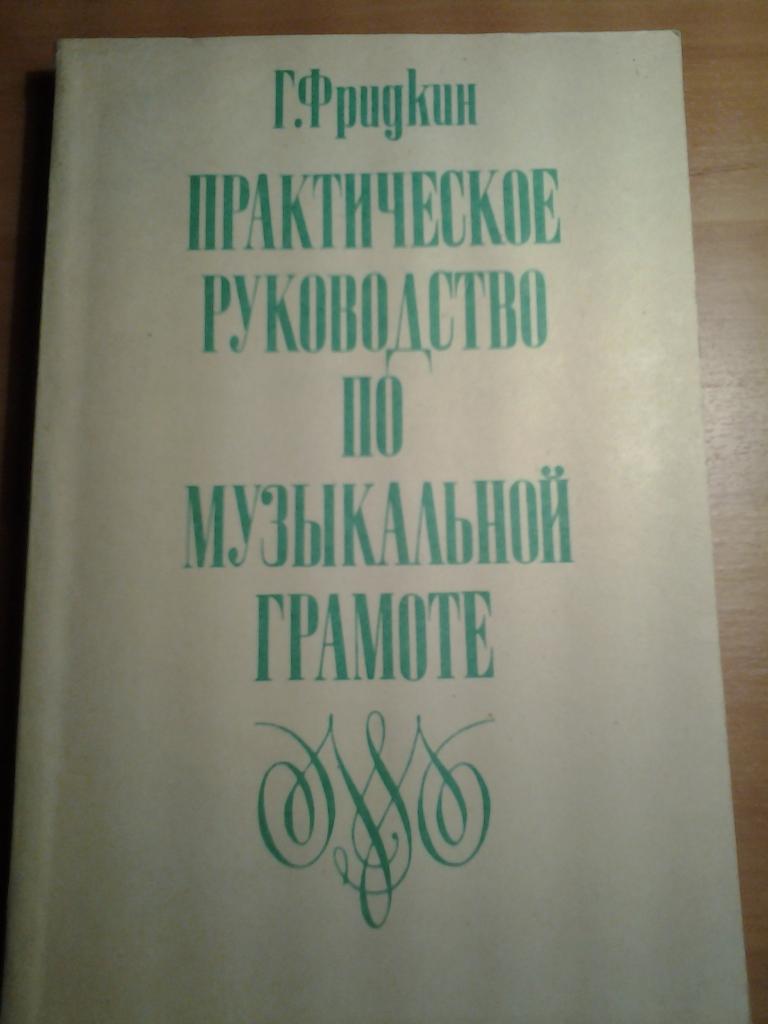 Г.Фридкин
ПРАКТИЧЕСКОЕ
РУКОВОДСТВО
ПО
МУЗЫКАЛЬНОЙ
ГРАМОТЕ